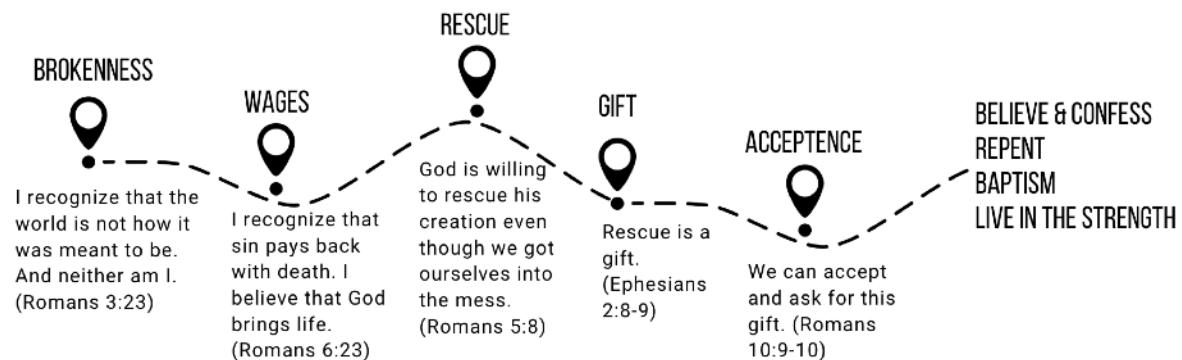 BROKENNESS
I recognize that the
world is not how it
was meant to be.
And neither am I.
(Romans 3:23)
WAGES
I recognize that
sin pays back
with death. I
believe that God
brings life.
(Romans 6:23)
RESCUE
God is willing
to rescue his
creation even
though we got
ourselves into
the mess.
(Romans 5:8)
GIFT
Rescue is a
gift.
(Ephesians
2:8-9)
ACCEPTENCE
We can accept
and ask for this
gift. (Romans
10:9-10)
BELIEVE & CONFESS
REPENT
BAPTISM
LIVE IN THE STRENGTH